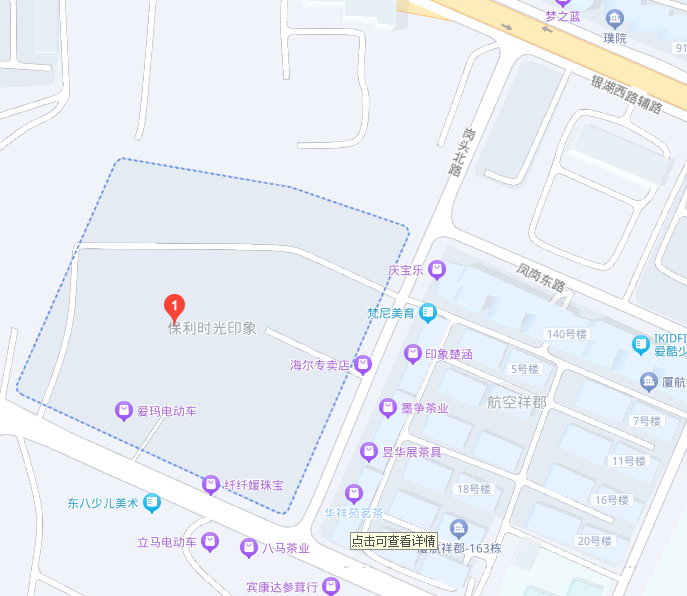 梦之蓝
璞院
91
银湖西路辅路
岗头北路
庆宝乐
凤岗东路
梵尼美育
1
保利时光印象
140号楼
IKIDFI
爱酷少
印象楚涵
海尔专卖店
5号楼
厦航
航空祥郡
爱玛电动车
墨争茶业
7号楼
昱华展茶具
11号楼
纤纤媛珠宝
18号楼
16号楼
东八少儿美术
华祥苑茗茶
立马电动车
八马茶业
点击可查看详情
厦航祥郡-163栋
20号楼
宾康达参茸行